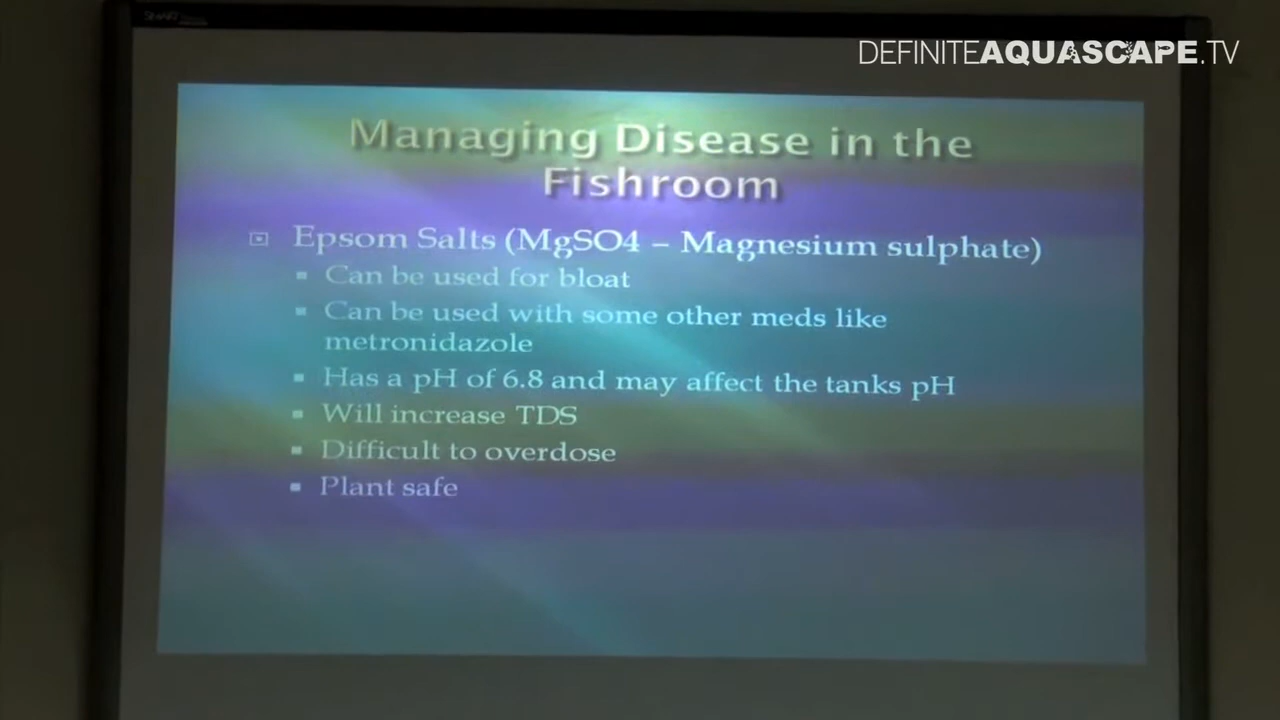 SMART
DEFINITEAQUASCAPE.TV
Managing Disease in the
Fishroom
Epsom Salts (MgSO4 – Magnesium sulphate)
Can be used for bloat
Can be used with some other meds like
metronidazole
Has a pH of 6.8 and may affect the tanks pH
Will increase TDS
Difficult to overdose
Plant safe